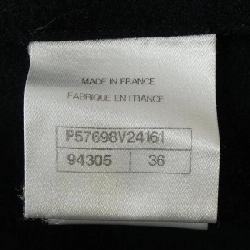 MADE IN FRANCE
FABRIQUE EN FRANCE
P57698V24161
94305 36